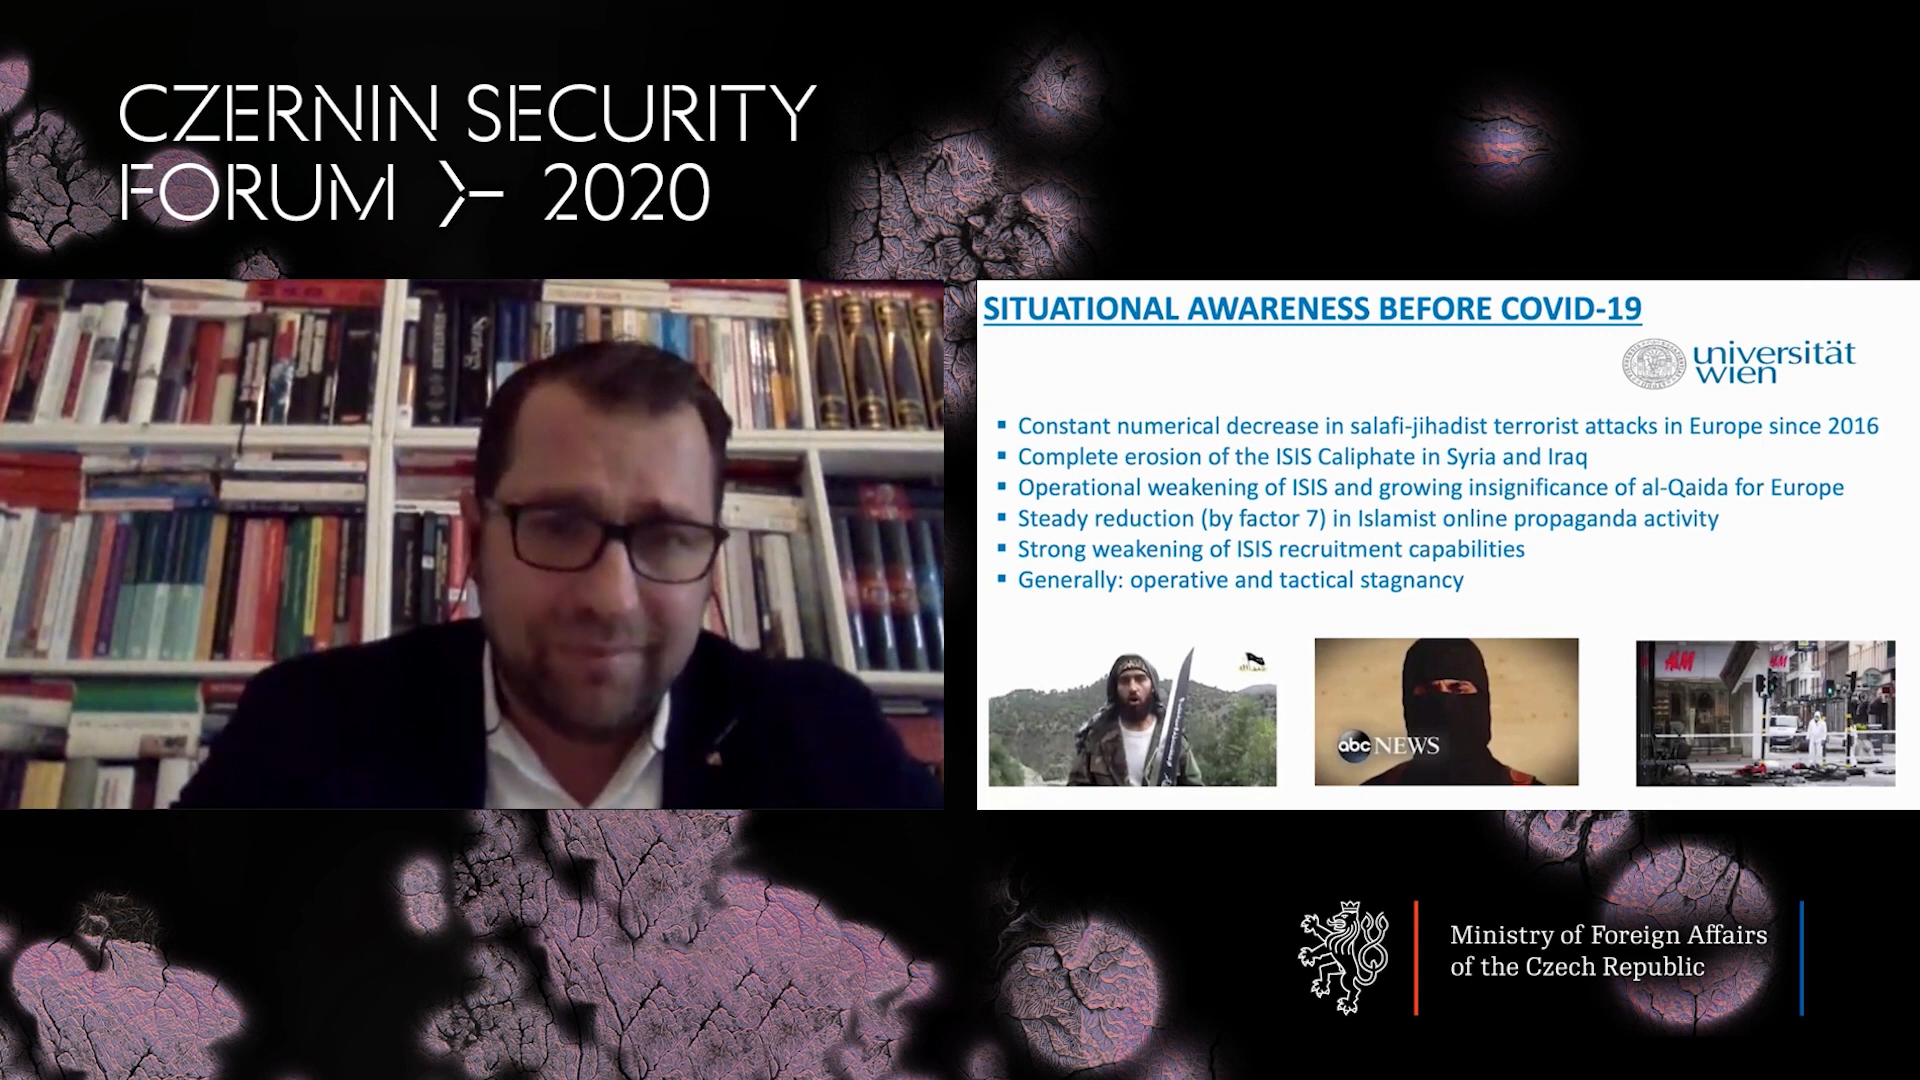 CZERNIN SECURITY
FORUM 2020
SITUATIONAL AWARENESS BEFORE COVID-19
universität
wien
▪ Constant numerical decrease in salafi-jihadist terrorist attacks in Europe since 2016
▪ Complete erosion of the ISIS Caliphate in Syria and Iraq
▪ Operational weakening of ISIS and growing insignificance of al-Qaida for Europe
▪ Steady reduction (by factor 7) in Islamist online propaganda activity
▪ Strong weakening of ISIS recruitment capabilities
▪ Generally: operative and tactical stagnancy
H&M
abc NEWS
Ministry of Foreign Affairs
of the Czech Republic